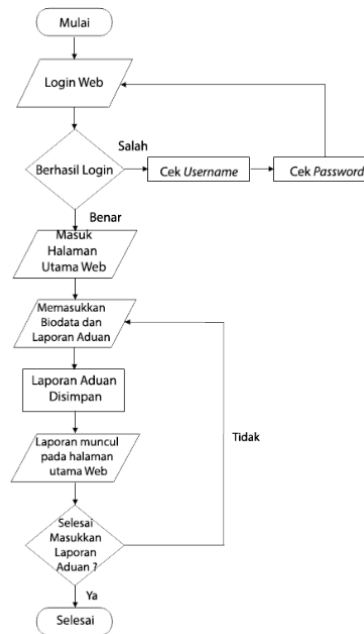 Mulai
Login Web
Salah
Berhasil Login
Cek Username
Cek Password
Benar
Masuk
Halaman
Utama Web
Memasukkan
Biodata dan
Laporan Aduan
Laporan Aduan
Disimpan
Tidak
Laporan muncul
pada halaman
utama Web
Selesai
Masukkan
Laporan
Aduan ?
Ya
Selesai